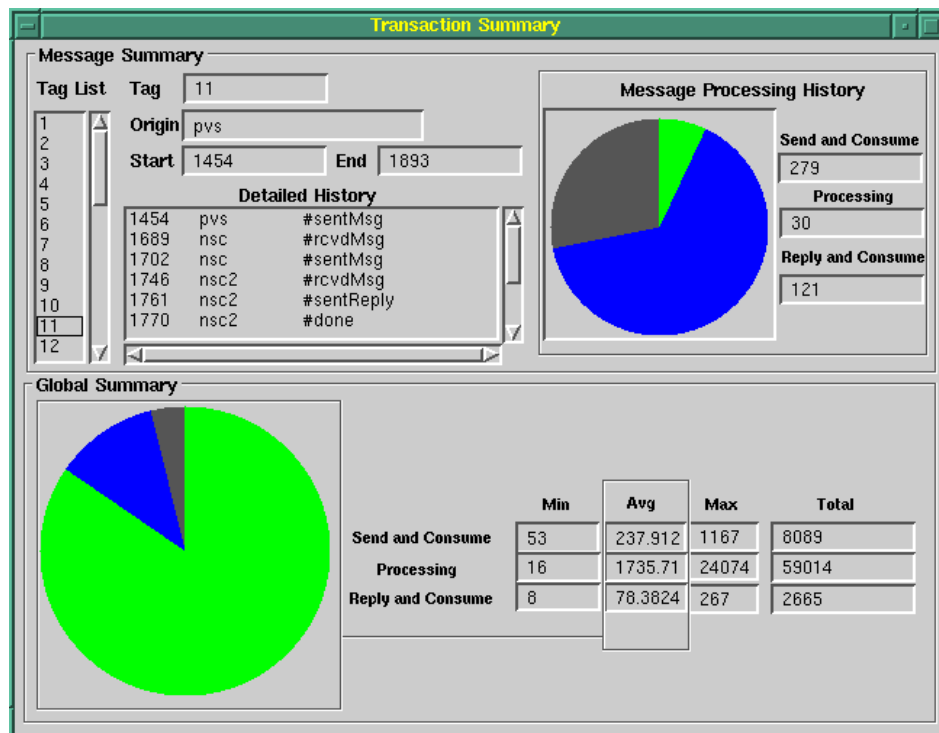 Transaction Summary
Message Summary
Tag List
1
2
3
4
5
6
7
8
9
10
11
12
Tag 11
Origin pvs
Start 1454 End 1893
Detailed History
1454 pvs #sentMsg
1689 nsc #rcvdMsg
1702 nsc #sentMsg
1746 nsc2 #rcvdMsg
1761 nsc2 #sentReply
1770 nsc2 #done
Message Processing History
Send and Consume
279
Processing
30
Reply and Consume
121
Global Summary
Min Avg Max Total
Send and Consume 53 237.912 1167 8089
Processing 16 1735.71 24074 59014
Reply and Consume 8 78.3824 267 2665